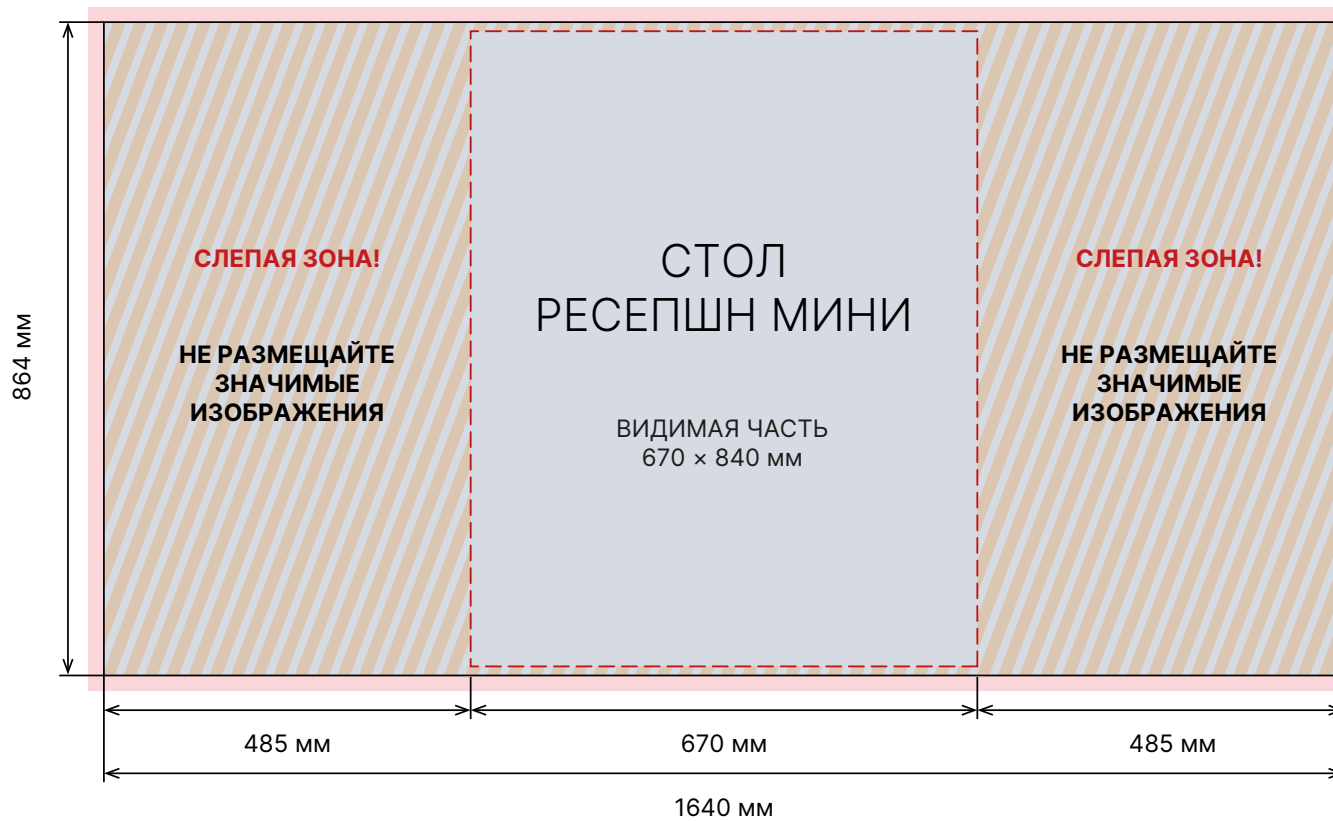 СЛЕПАЯ ЗОНА!
НЕ РАЗМЕЩАЙТЕ
ЗНАЧИМЫЕ
ИЗОБРАЖЕНИЯ
СТОЛ
РЕСЕПШН МИНИ
ВИДИМАЯ ЧАСТЬ
670 × 840 мм
СЛЕПАЯ ЗОНА!
НЕ РАЗМЕЩАЙТЕ
ЗНАЧИМЫЕ
ИЗОБРАЖЕНИЯ
864 мм
485 мм
670 мм
485 мм
1640 мм